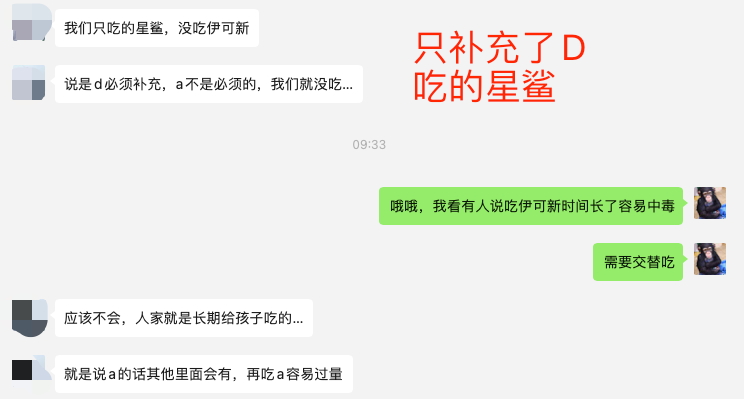 我们只吃的星鲨，没吃伊可新
只补充了D
吃的星鲨
说是d必须补充，a不是必须的，我们就没吃...
09:33
哦哦，我看有人说吃伊可新时间长了容易中毒
需要交替吃
应该不会，人家就是长期给孩子吃的...
就是说a的话其他里面会有，再吃a容易过量